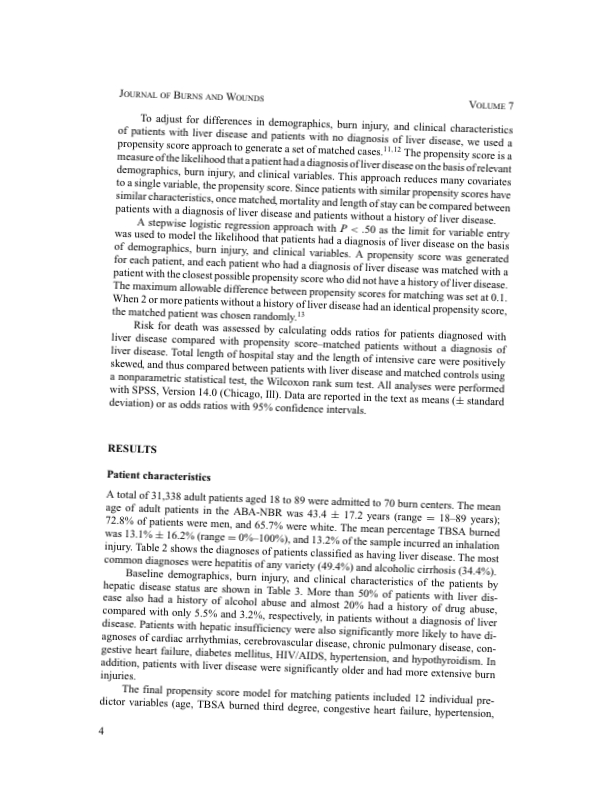 JOURNAL OF BURNS AND WOUNDS
VOLUME 7
To adjust for differences in demographics, burn injury, and clinical characteristics
of patients with liver disease and patients with no diagnosis of liver disease, we used a
propensity score approach to generate a set of matched cases.11,12 The propensity score is a
measure of the likelihood that a patient had a diagnosis of liver disease on the basis of relevant
demographics, burn injury, and clinical variables. This approach reduces many covariates
to a single variable, the propensity score. Since patients with similar propensity scores have
similar characteristics, once matched, mortality and length of stay can be compared between
patients with a diagnosis of liver disease and patients without a history of liver disease.
A stepwise logistic regression approach with P < .50 as the limit for variable entry
was used to model the likelihood that patients had a diagnosis of liver disease on the basis
of demographics, burn injury, and clinical variables. A propensity score was generated
for each patient, and each patient who had a diagnosis of liver disease was matched with a
patient with the closest possible propensity score who did not have a history of liver disease.
The maximum allowable difference between propensity scores for matching was set at 0.1.
When 2 or more patients without a history of liver disease had an identical propensity score,
the matched patient was chosen randomly.13
Risk for death was assessed by calculating odds ratios for patients diagnosed with
liver disease compared with propensity score–matched patients without a diagnosis of
liver disease. Total length of hospital stay and the length of intensive care were positively
skewed, and thus compared between patients with liver disease and matched controls using
a nonparametric statistical test, the Wilcoxon rank sum test. All analyses were performed
with SPSS, Version 14.0 (Chicago, Ill). Data are reported in the text as means (± standard
deviation) or as odds ratios with 95% confidence intervals.
RESULTS
Patient characteristics
A total of 31,338 adult patients aged 18 to 89 were admitted to 70 burn centers. The mean
age of adult patients in the ABA-NBR was 43.4 ± 17.2 years (range = 18–89 years);
72.8% of patients were men, and 65.7% were white. The mean percentage TBSA burned
was 13.1% ± 16.2% (range = 0%–100%), and 13.2% of the sample incurred an inhalation
injury. Table 2 shows the diagnoses of patients classified as having liver disease. The most
common diagnoses were hepatitis of any variety (49.4%) and alcoholic cirrhosis (34.4%).
Baseline demographics, burn injury, and clinical characteristics of the patients by
hepatic disease status are shown in Table 3. More than 50% of patients with liver dis-
ease also had a history of alcohol abuse and almost 20% had a history of drug abuse,
compared with only 5.5% and 3.2%, respectively, in patients without a diagnosis of liver
disease. Patients with hepatic insufficiency were also significantly more likely to have di-
agnoses of cardiac arrhythmias, cerebrovascular disease, chronic pulmonary disease, con-
gestive heart failure, diabetes mellitus, HIV/AIDS, hypertension, and hypothyroidism. In
addition, patients with liver disease were significantly older and had more extensive burn
injuries.
The final propensity score model for matching patients included 12 individual pre-
dictor variables (age, TBSA burned third degree, congestive heart failure, hypertension,
4